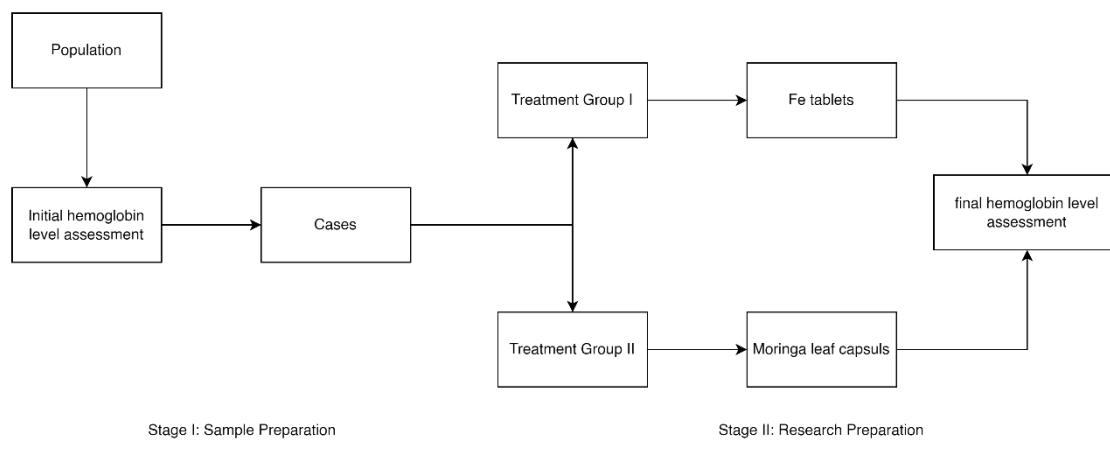 Population
Initial hemoglobin
level assessment
Cases
Treatment Group I
Fe tablets
Treatment Group II
Moringa leaf capsuls
final hemoglobin level
assessment
Stage I: Sample Preparation
Stage II: Research Preparation